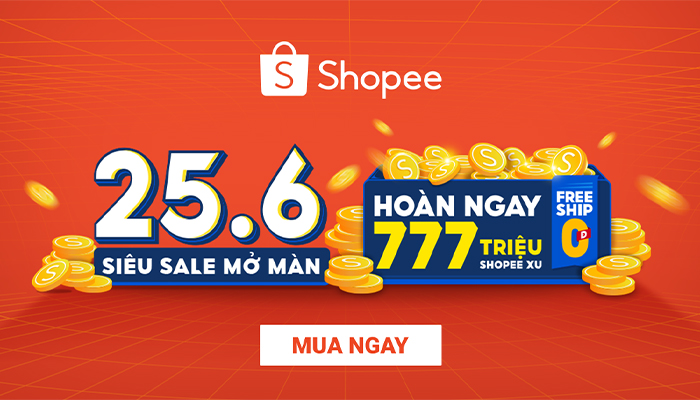 Shopee
25.6
SIÊU SALE MỞ MÀN
HOÀN NGAY
777 TRIỆU
SHOPEE XU
FREE
SHIP
0Đ
MUA NGAY